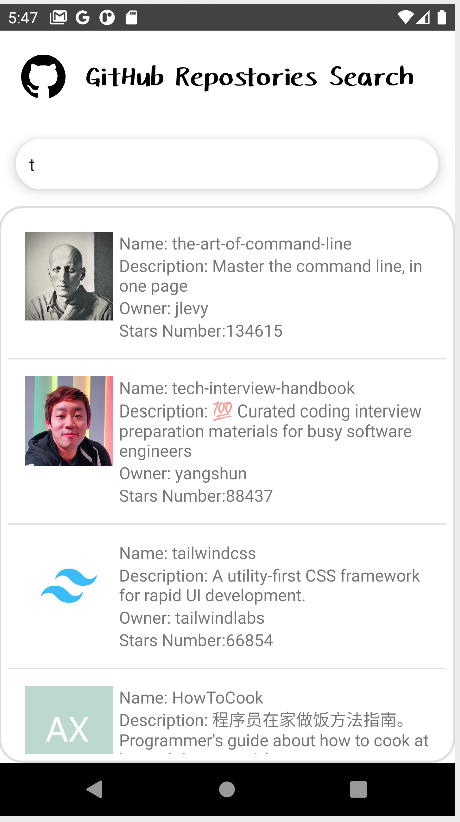 5:47
GitHub Repostories Search
t
Name: the-art-of-command-line
Description: Master the command line, in
one page
Owner: jlevy
Stars Number:134615
Name: tech-interview-handbook
Description: 💯 Curated coding interview
preparation materials for busy software
engineers
Owner: yangshun
Stars Number:88437
Name: tailwindcss
Description: A utility-first CSS framework
for rapid UI development.
Owner: tailwindlabs
Stars Number:66854
AX
Name: HowToCook
Description: 程序员在家做饭方法指南。
Programmer's guide about how to cook at